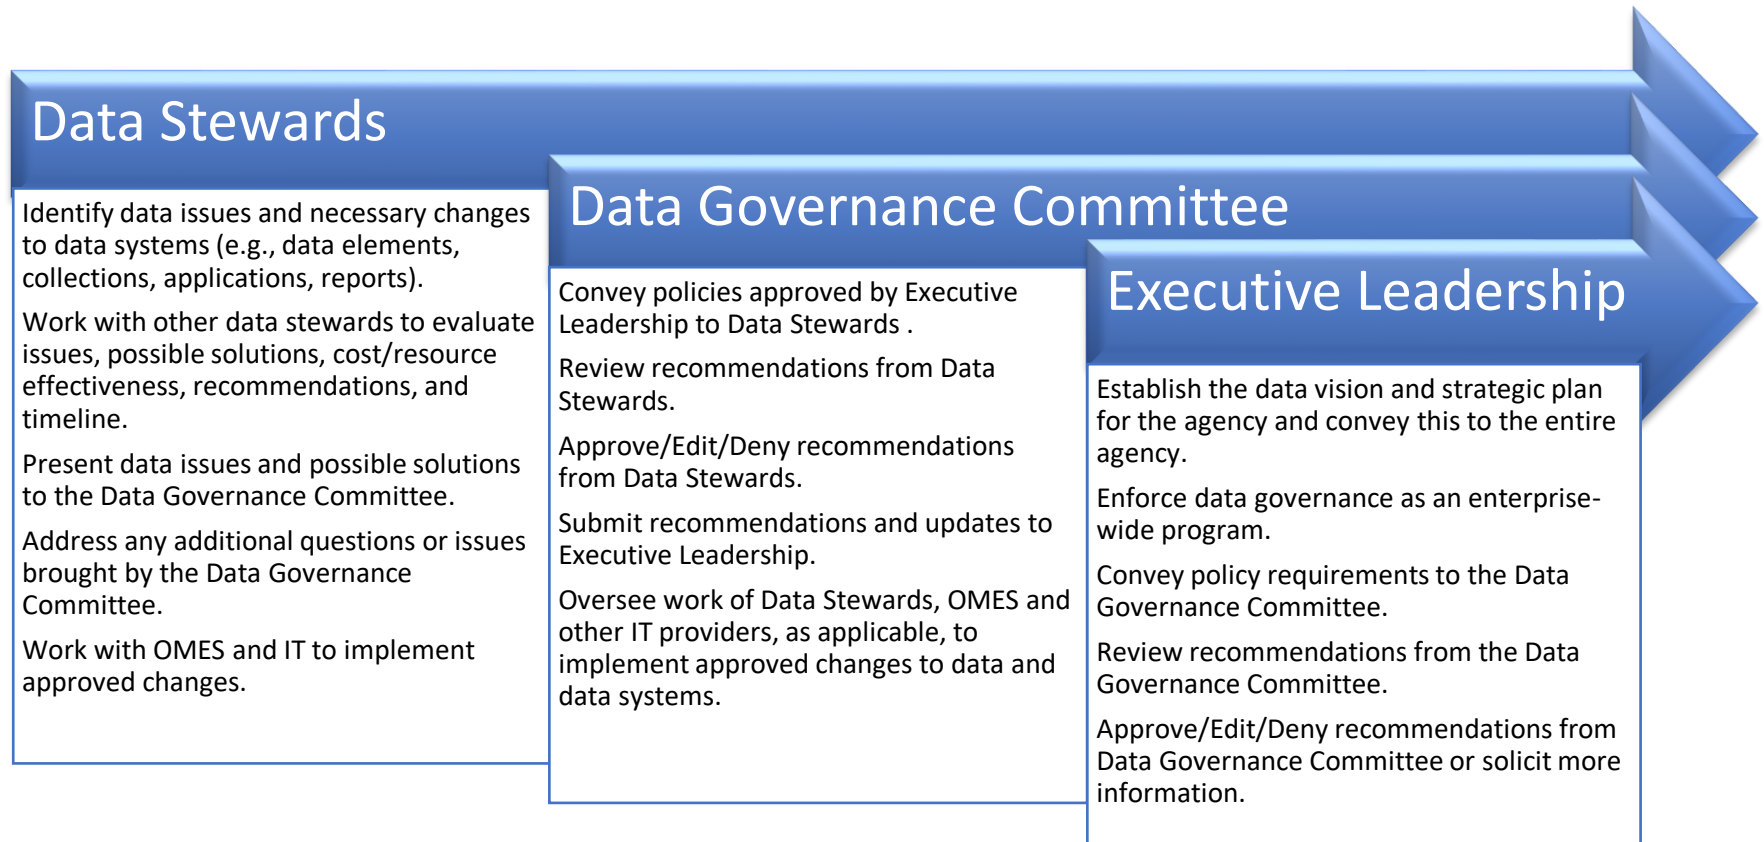 Data Stewards
Identify data issues and necessary changes
to data systems (e.g., data elements,
collections, applications, reports).
Work with other data stewards to evaluate
issues, possible solutions, cost/resource
effectiveness, recommendations, and
timeline.
Present data issues and possible solutions
to the Data Governance Committee.
Address any additional questions or issues
brought by the Data Governance
Committee.
Work with OMES and IT to implement
approved changes.
Data Governance Committee
Convey policies approved by Executive
Leadership to Data Stewards .
Review recommendations from Data
Stewards.
Approve/Edit/Deny recommendations
from Data Stewards.
Submit recommendations and updates to
Executive Leadership.
Oversee work of Data Stewards, OMES and
other IT providers, as applicable, to
implement approved changes to data and
data systems.
Executive Leadership
Establish the data vision and strategic plan
for the agency and convey this to the entire
agency.
Enforce data governance as an enterprise-
wide program.
Convey policy requirements to the Data
Governance Committee.
Review recommendations from the Data
Governance Committee.
Approve/Edit/Deny recommendations from
Data Governance Committee or solicit more
information.